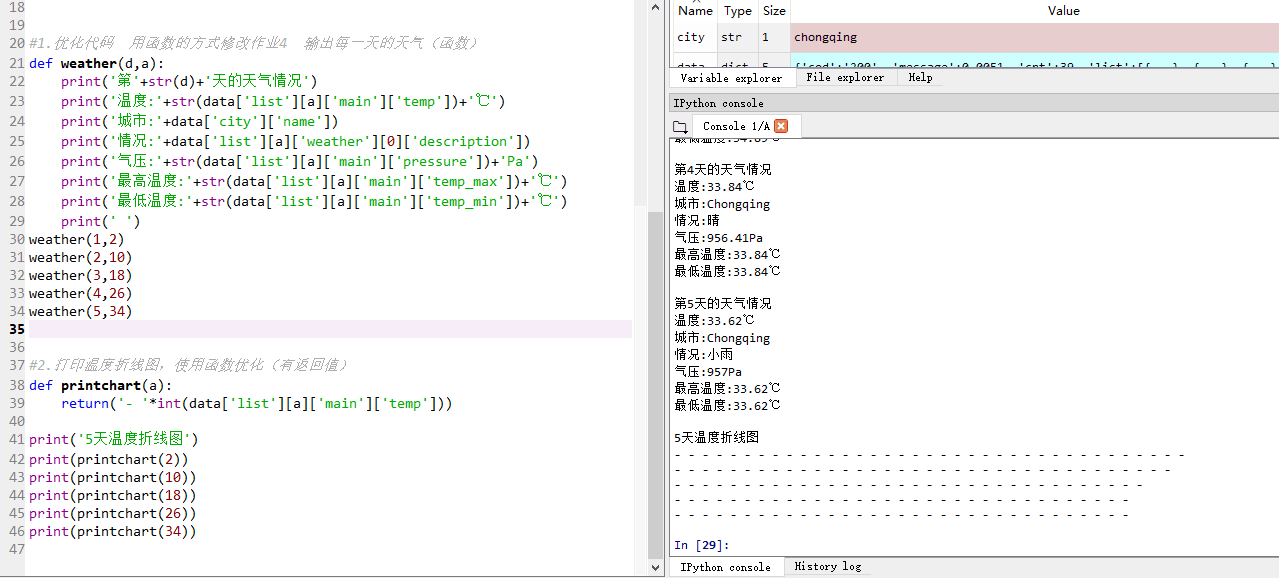 18
19
20 #1.优化代码  用函数的方式修改作业4  输出每一天的天气（函数）
21 def weather(d,a):
22     print('第'+str(d)+'天的天气情况')
23     print('温度:'+str(data['list'][a]['main']['temp'])+'℃')
24     print('城市:'+data['city']['name'])
25     print('情况:'+data['list'][a]['weather'][0]['description'])
26     print('气压:'+str(data['list'][a]['main']['pressure'])+'Pa')
27     print('最高温度:'+str(data['list'][a]['main']['temp_max'])+'℃')
28     print('最低温度:'+str(data['list'][a]['main']['temp_min'])+'℃')
29     print(' ')
30 weather(1,2)
31 weather(2,10)
32 weather(3,18)
33 weather(4,26)
34 weather(5,34)
35
36
37 #2.打印温度折线图，使用函数优化（有返回值）
38 def printchart(a):
39     return('- '*int(data['list'][a]['main']['temp']))
40
41 print('5天温度折线图')
42 print(printchart(2))
43 print(printchart(10))
44 print(printchart(18))
45 print(printchart(26))
46 print(printchart(34))
47
Name Type Size Value
city str 1 chongqing
data dict 5
Variable explorer File explorer Help
IPython console
Console 1/A
最低温度:34.89℃
第4天的天气情况
温度:33.84℃
城市:Chongqing
情况:晴
气压:956.41Pa
最高温度:33.84℃
最低温度:33.84℃
第5天的天气情况
温度:33.62℃
城市:Chongqing
情况:小雨
气压:957Pa
最高温度:33.62℃
最低温度:33.62℃
5天温度折线图
- - - - - - - - - - - - - - - - - - - - - - - - - - - - - - - - - - - - -
- - - - - - - - - - - - - - - - - - - - - - - - - - - - - - - - - - - -
- - - - - - - - - - - - - - - - - - - - - - - - - - - - - - - - - -
- - - - - - - - - - - - - - - - - - - - - - - - - - - - - - - - -
- - - - - - - - - - - - - - - - - - - - - - - - - - - - - - - - -
In [29]:
IPython console History log